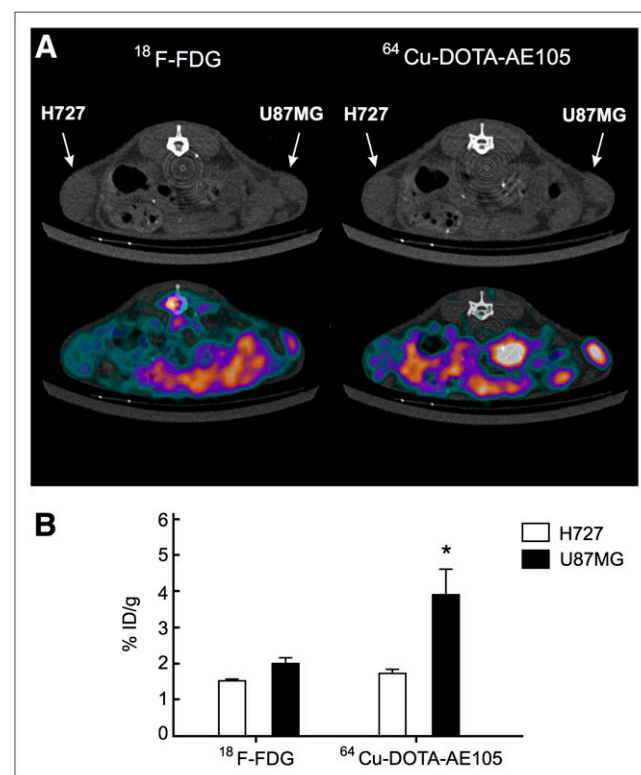 A
¹⁸F-FDG
⁶⁴Cu-DOTA-AE105
H727
U87MG
H727
U87MG
B
6
5
4
3
2
1
0
% ID/g
*
H727
U87MG
¹⁸F-FDG
⁶⁴Cu-DOTA-AE105